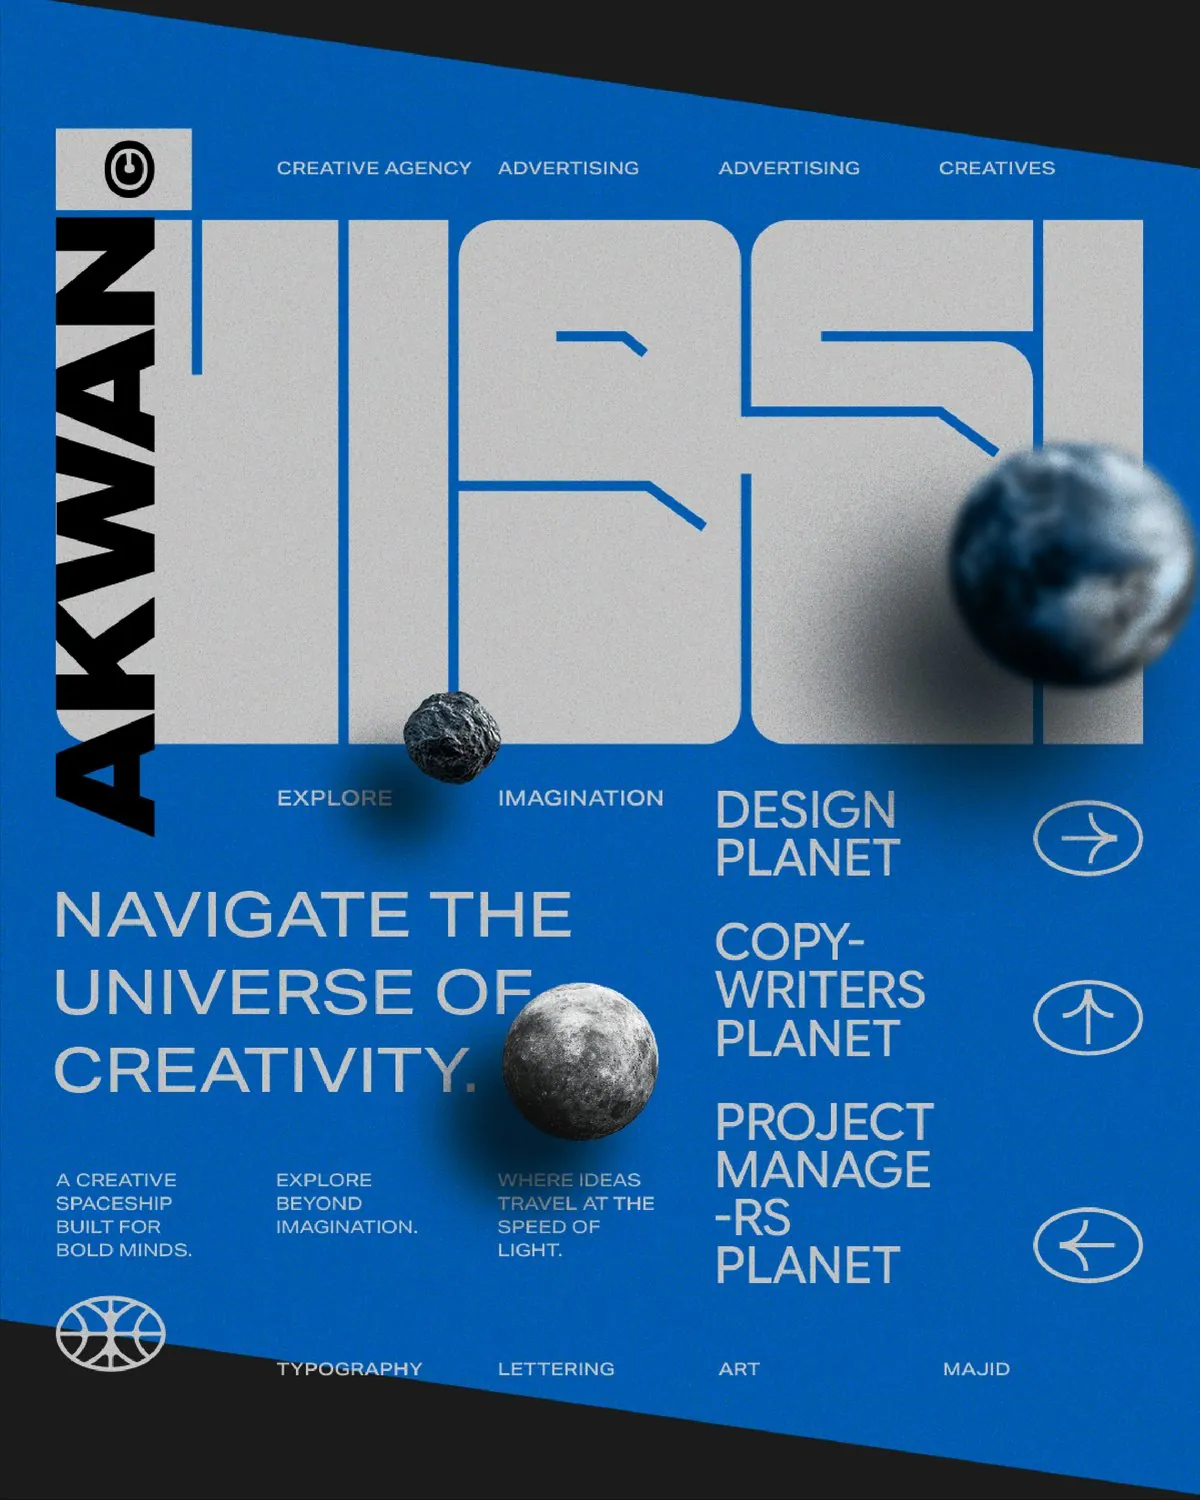 CREATIVE AGENCY
ADVERTISING
ADVERTISING
CREATIVES
AKWAN©
اكوان
EXPLORE
IMAGINATION
NAVIGATE THE
UNIVERSE OF
CREATIVITY.
DESIGN
PLANET
COPY-
WRITERS
PLANET
PROJECT
MANAGE
-RS
PLANET
A CREATIVE
SPACESHIP
BUILT FOR
BOLD MINDS.
EXPLORE
BEYOND
IMAGINATION.
WHERE IDEAS
TRAVEL AT THE
SPEED OF
LIGHT.
TYPOGRAPHY
LETTERING
ART
MAJID